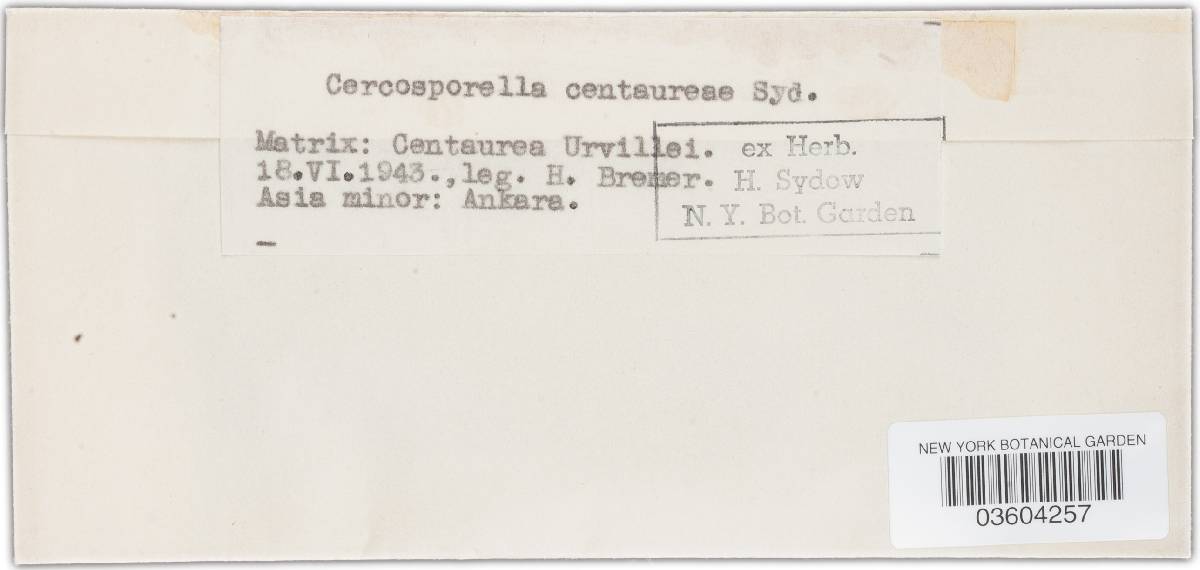 Cercosporella centaureae Syd.
Matrix: Centaurea Urvillei.
18.VI.1943.,leg. H. Bremer.
Asia minor: Ankara.
ex Herb.
H. Sydow
N. Y. Bot. Garden
NEW YORK BOTANICAL GARDEN
03604257